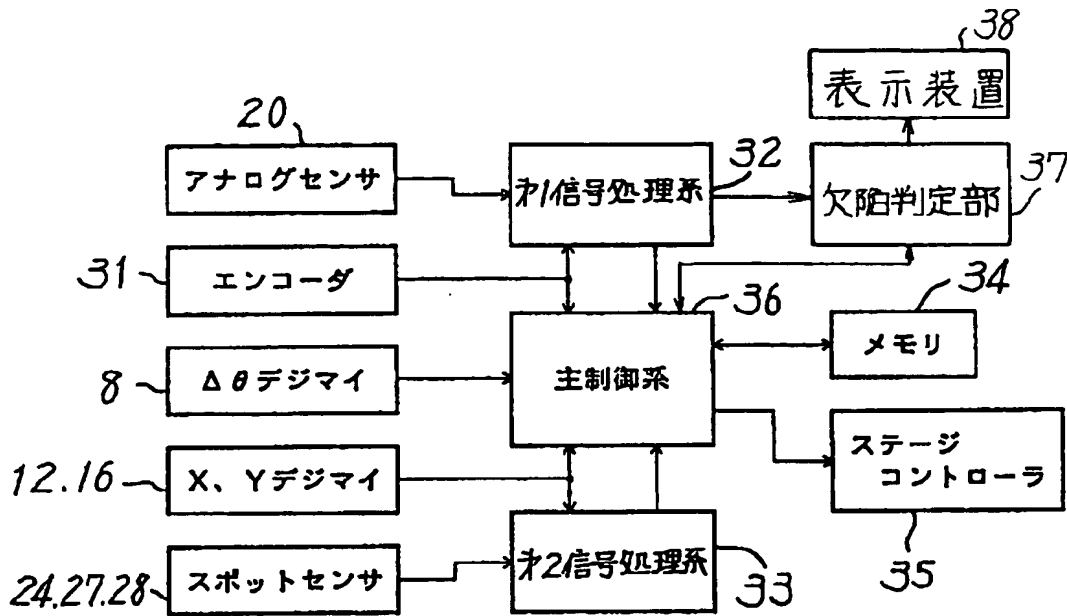 38
表示装置
20
アナログセンサ
才1信号処理系
32
欠陥判定部
37
31
エンコーダ
36
34
メモリ
8
Δθデジマイ
主制御系
12.16
X、Yデジマイ
ステージ
コントローラ
35
24.27.28
スポットセンサ
才2信号処理系
33